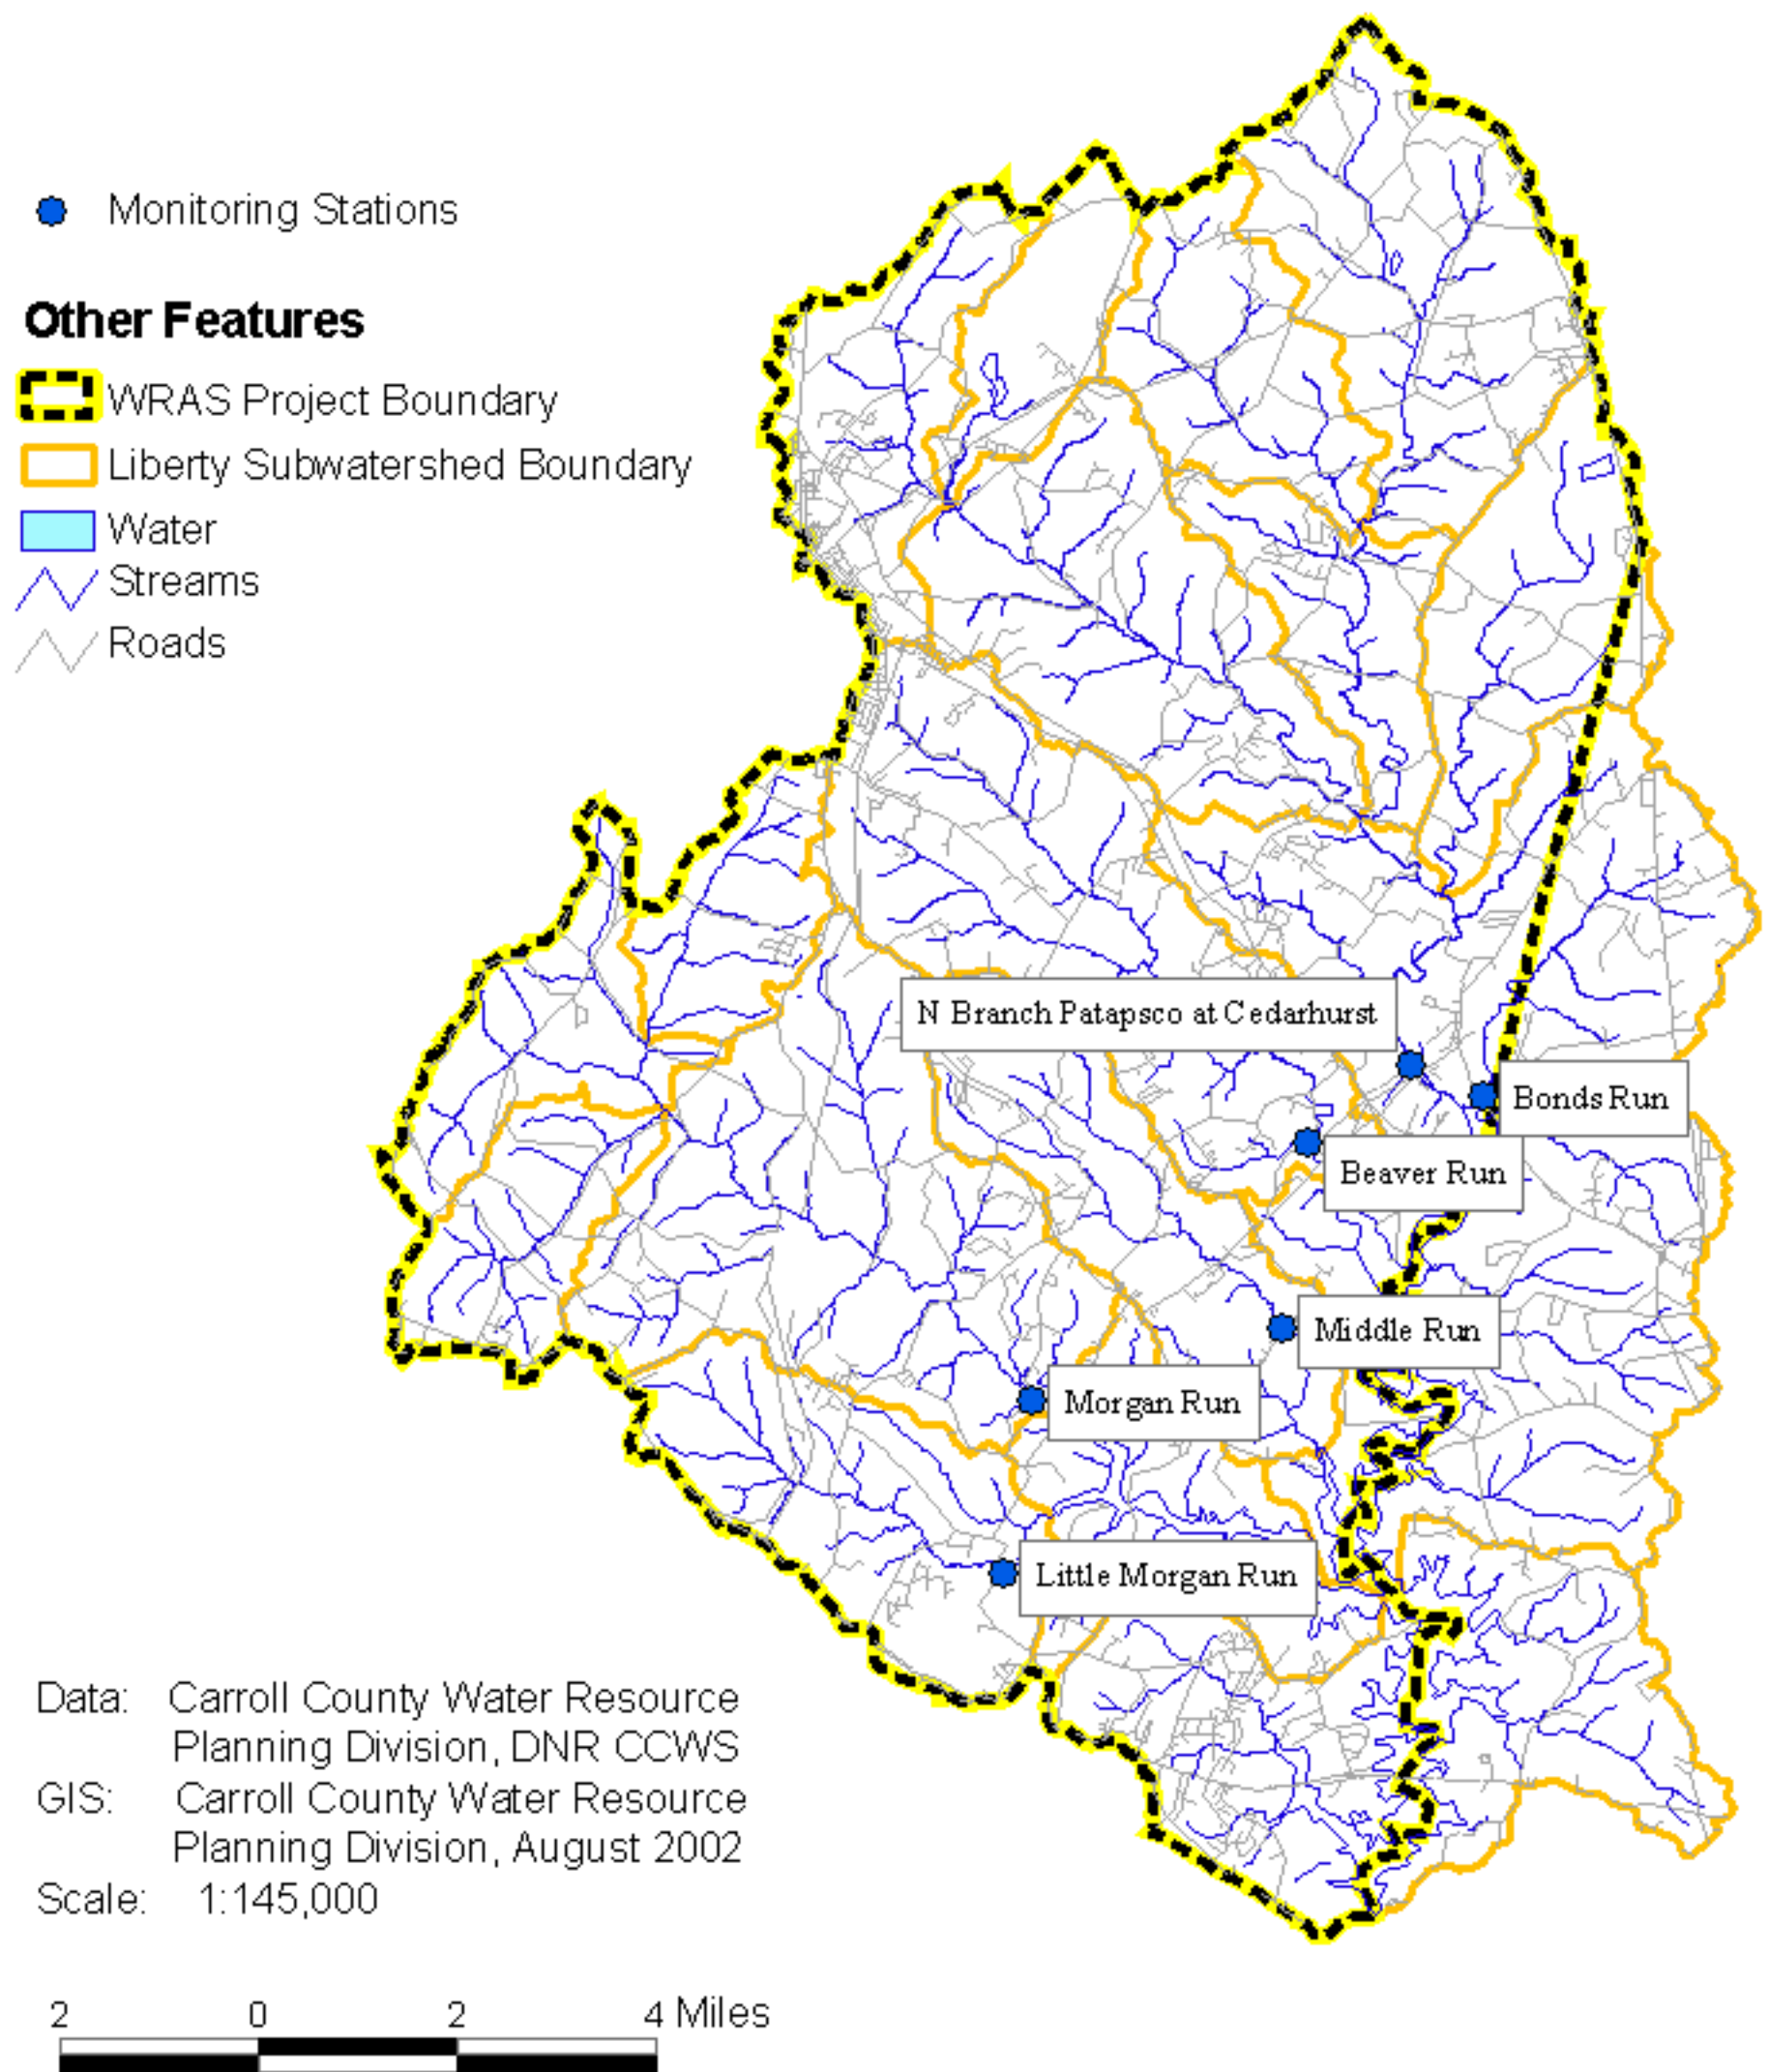 Monitoring Stations
Other Features
WRAS Project Boundary
Liberty Subwatershed Boundary
Water
Streams
Roads
N Branch Patapsco at Cedarhurst
Bonds Run
Beaver Run
Middle Run
Morgan Run
Little Morgan Run
Data: Carroll County Water Resource
Planning Division, DNR CCWS
GIS: Carroll County Water Resource
Planning Division, August 2002
Scale: 1:145,000
2 0 2 4 Miles